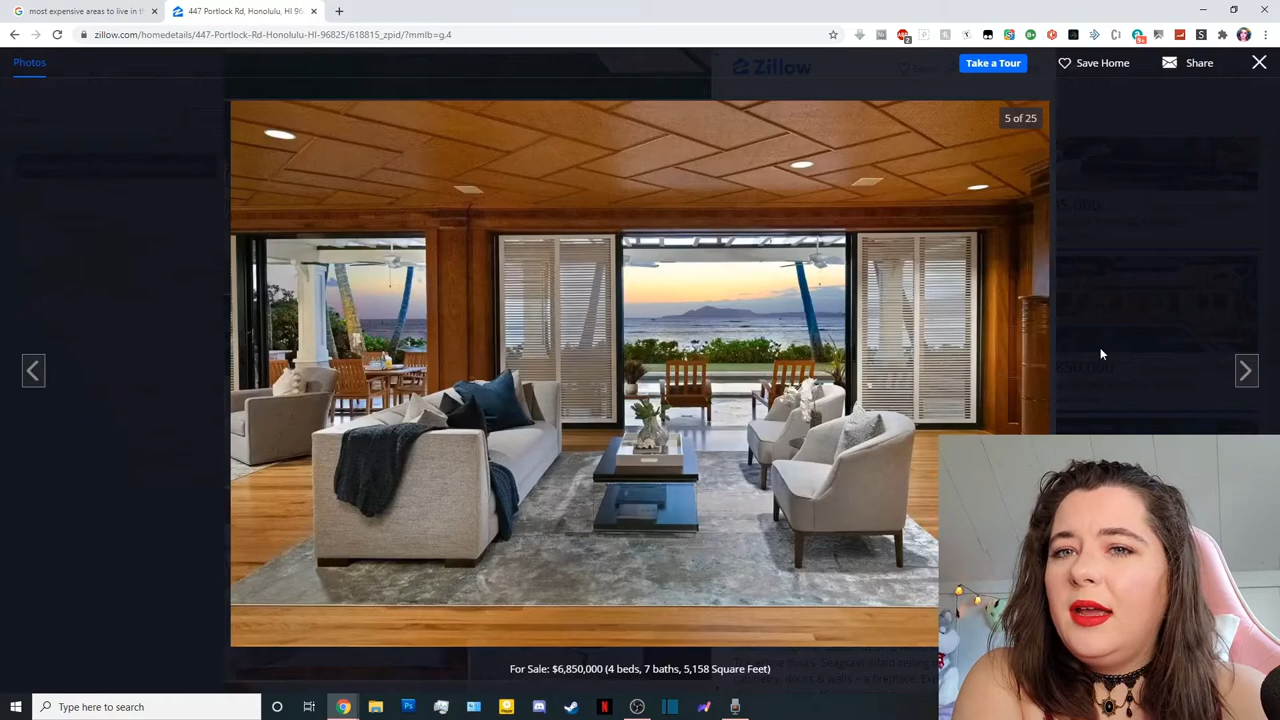 most expensive areas to live in th
447 Portlock Rd, Honolulu, HI 96
zillow.com/homedetails/447-Portlock-Rd-Honolulu-HI-96825/618815_zpid/?mmlb=g,4
Photos
Zillow
Take a Tour
Save Home
Share
5 of 25
For Sale: $6,850,000 (4 beds, 7 baths, 5,158 Square Feet)
Type here to search